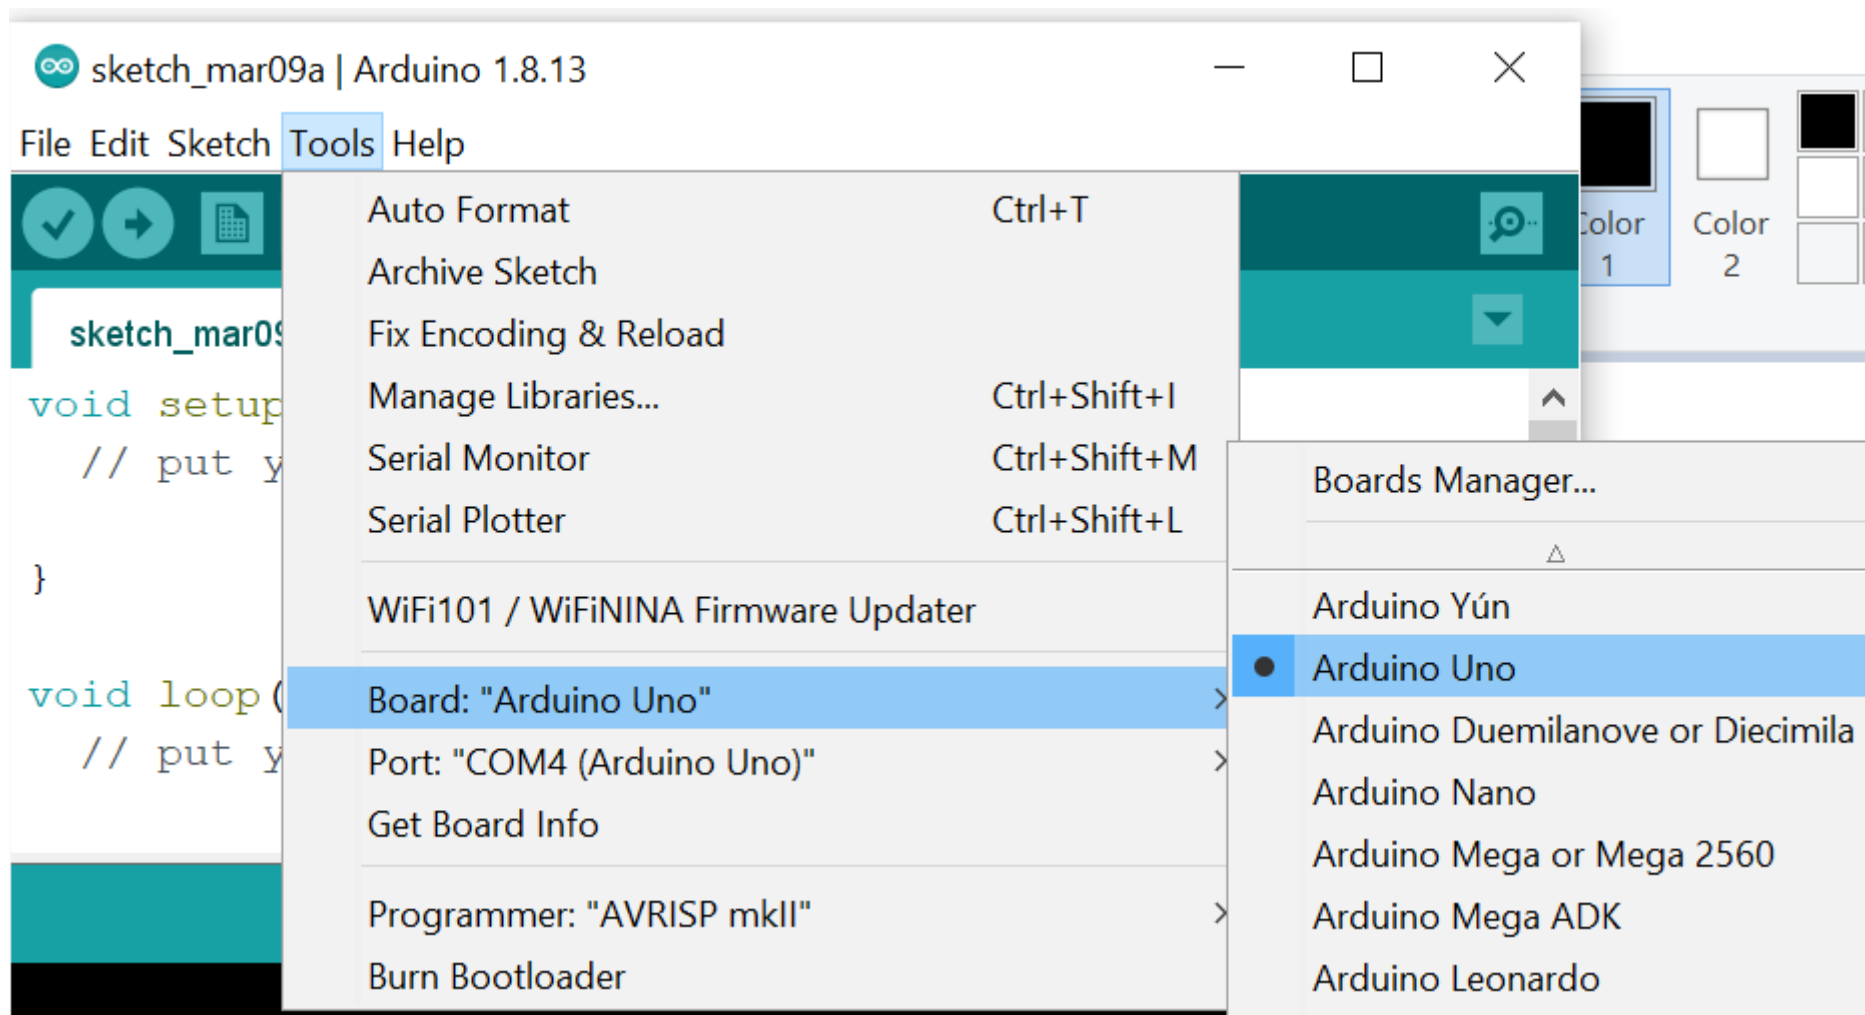 sketch_mar09a | Arduino 1.8.13
File Edit Sketch Tools Help
Auto Format Ctrl+T
Archive Sketch
Fix Encoding & Reload
Manage Libraries... Ctrl+Shift+I
Serial Monitor Ctrl+Shift+M
Serial Plotter Ctrl+Shift+L
WiFi101 / WiFiNINA Firmware Updater
Board: "Arduino Uno"
Port: "COM4 (Arduino Uno)"
Get Board Info
Programmer: "AVRISP mkII"
Burn Bootloader
Boards Manager...
Arduino Yún
Arduino Uno
Arduino Duemilanove or Diecimila
Arduino Nano
Arduino Mega or Mega 2560
Arduino Mega ADK
Arduino Leonardo
sketch_mar09
void setup
// put y
}
void loop(
// put y
Color
1
Color
2